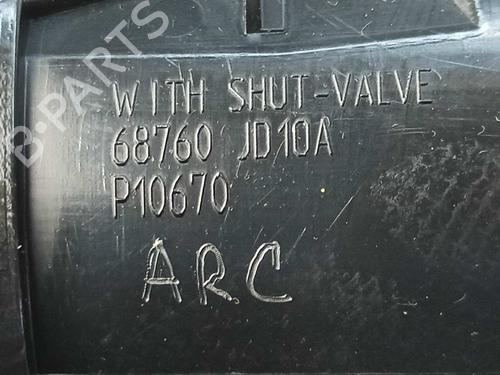 WITH SHUT-VALVE
68760 JD10A
P10670
ARC
B-PARTS